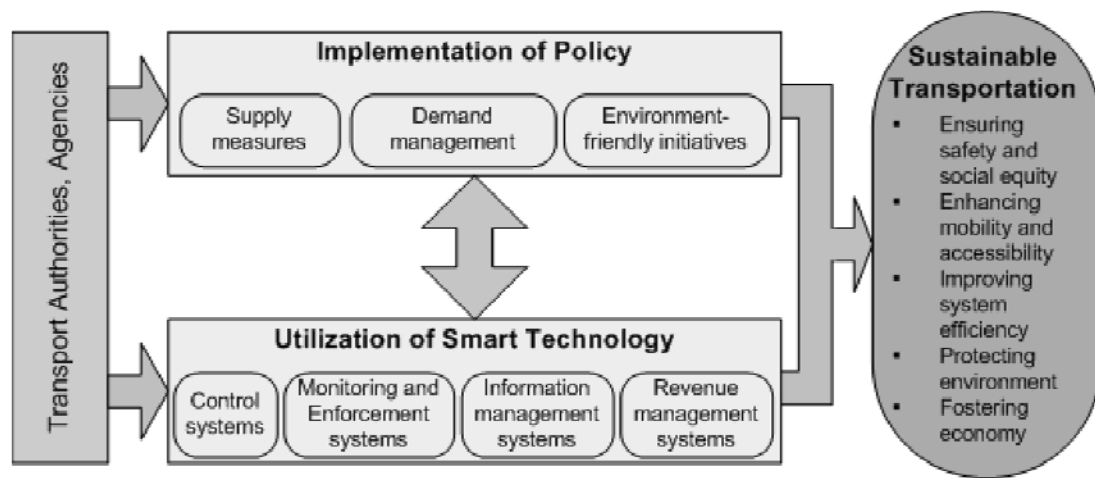 Transport Authorities, Agencies
Implementation of Policy
Supply
measures
Demand
management
Environment-
friendly initiatives
Utilization of Smart Technology
Control
systems
Monitoring and
Enforcement
systems
Information
management
systems
Revenue
management
systems
Sustainable
Transportation
▪ Ensuring
safety and
social equity
▪ Enhancing
mobility and
accessibility
▪ Improving
system
efficiency
▪ Protecting
environment
▪ Fostering
economy